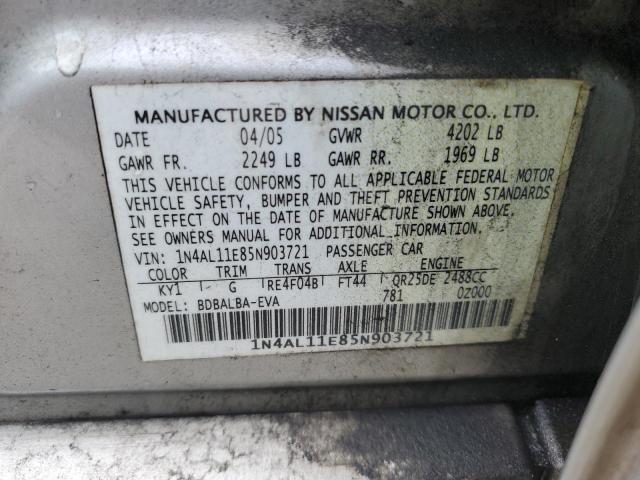 MANUFACTURED BY NISSAN MOTOR CO., LTD.
DATE 04/05 GVWR 4202 LB
GAWR FR. 2249 LB GAWR RR. 1969 LB
THIS VEHICLE CONFORMS TO ALL APPLICABLE FEDERAL MOTOR
VEHICLE SAFETY, BUMPER AND THEFT PREVENTION STANDARDS
IN EFFECT ON THE DATE OF MANUFACTURE SHOWN ABOVE.
SEE OWNERS MANUAL FOR ADDITIONAL INFORMATION.
VIN: 1N4AL11E85N903721 PASSENGER CAR
COLOR TRIM TRANS AXLE ENGINE
KY1 G RE4F04B FT44 QR25DE 2488CC
MODEL: BDBALBA-EVA 781 0Z000
1N4AL11E85N903721